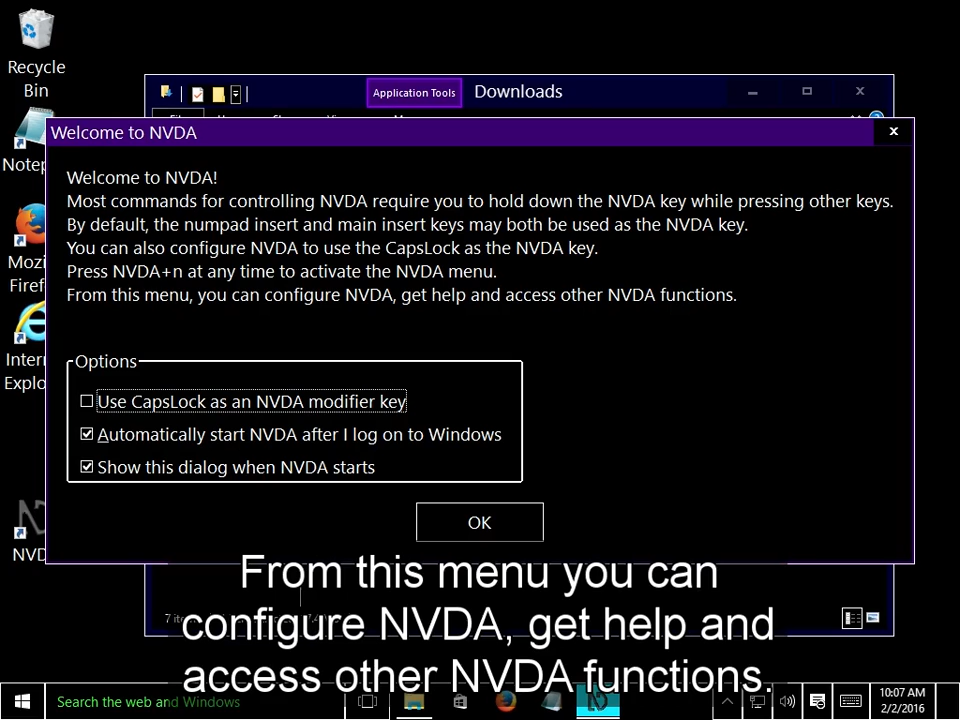 Recycle
Bin
Application Tools
Downloads
Welcome to NVDA
Welcome to NVDA!
Most commands for controlling NVDA require you to hold down the NVDA key while pressing other keys.
By default, the numpad insert and main insert keys may both be used as the NVDA key.
You can also configure NVDA to use the CapsLock as the NVDA key.
Press NVDA+n at any time to activate the NVDA menu.
From this menu, you can configure NVDA, get help and access other NVDA functions.
Options
Use CapsLock as an NVDA modifier key
Automatically start NVDA after I log on to Windows
Show this dialog when NVDA starts
OK
Notep
Mozi
Firef
Intern
Explo
NVD
From this menu you can
configure NVDA, get help and
access other NVDA functions.
Search the web and Windows
10:07 AM
2/2/2016